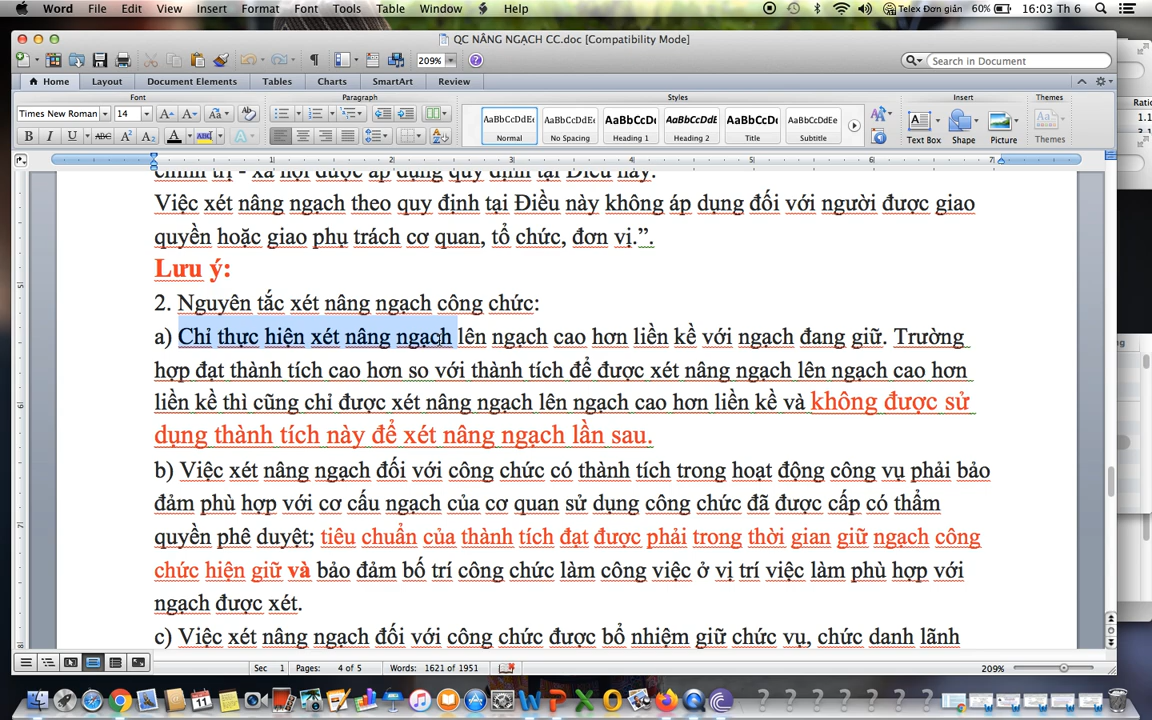 Word File Edit View Insert Format Font Tools Table Window Help Telex Đơn giản 60% 16:03 Th 6
QC NÂNG NGẠCH CC.doc [Compatibility Mode]
209% Search in Document
Home Layout Document Elements Tables Charts SmartArt Review
Font Paragraph Styles Insert Themes
Times New Roman 14
AaBbCcDdEe AaBbCcDdEe AaBbCcDc AaBbCcDdE AaBbCcDc AaBbCcDdEe
Normal No Spacing Heading 1 Heading 2 Title Subtitle Text Box Shape Picture Themes
chính trị - xã hội được áp dụng quy định tại Điều này.
Việc xét nâng ngạch theo quy định tại Điều này không áp dụng đối với người được giao
quyền hoặc giao phụ trách cơ quan, tổ chức, đơn vị.”.
Lưu ý:
2. Nguyên tắc xét nâng ngạch công chức:
a) Chỉ thực hiện xét nâng ngạch lên ngạch cao hơn liền kề với ngạch đang giữ. Trường
hợp đạt thành tích cao hơn so với thành tích để được xét nâng ngạch lên ngạch cao hơn
liền kề thì cũng chỉ được xét nâng ngạch lên ngạch cao hơn liền kề và không được sử
dụng thành tích này để xét nâng ngạch lần sau.
b) Việc xét nâng ngạch đối với công chức có thành tích trong hoạt động công vụ phải bảo
đảm phù hợp với cơ cấu ngạch của cơ quan sử dụng công chức đã được cấp có thẩm
quyền phê duyệt; tiêu chuẩn của thành tích đạt được phải trong thời gian giữ ngạch công
chức hiện giữ và bảo đảm bố trí công chức làm công việc ở vị trí việc làm phù hợp với
ngạch được xét.
c) Việc xét nâng ngạch đối với công chức được bổ nhiệm giữ chức vụ, chức danh lãnh
Sec 1 Pages: 4 of 5 Words: 1621 of 1951 209%